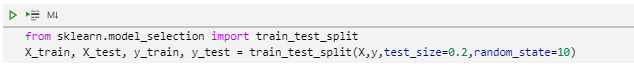 M↓
from sklearn.model_selection import train_test_split
X_train, X_test, y_train, y_test = train_test_split(X,y,test_size=0.2,random_state=10)